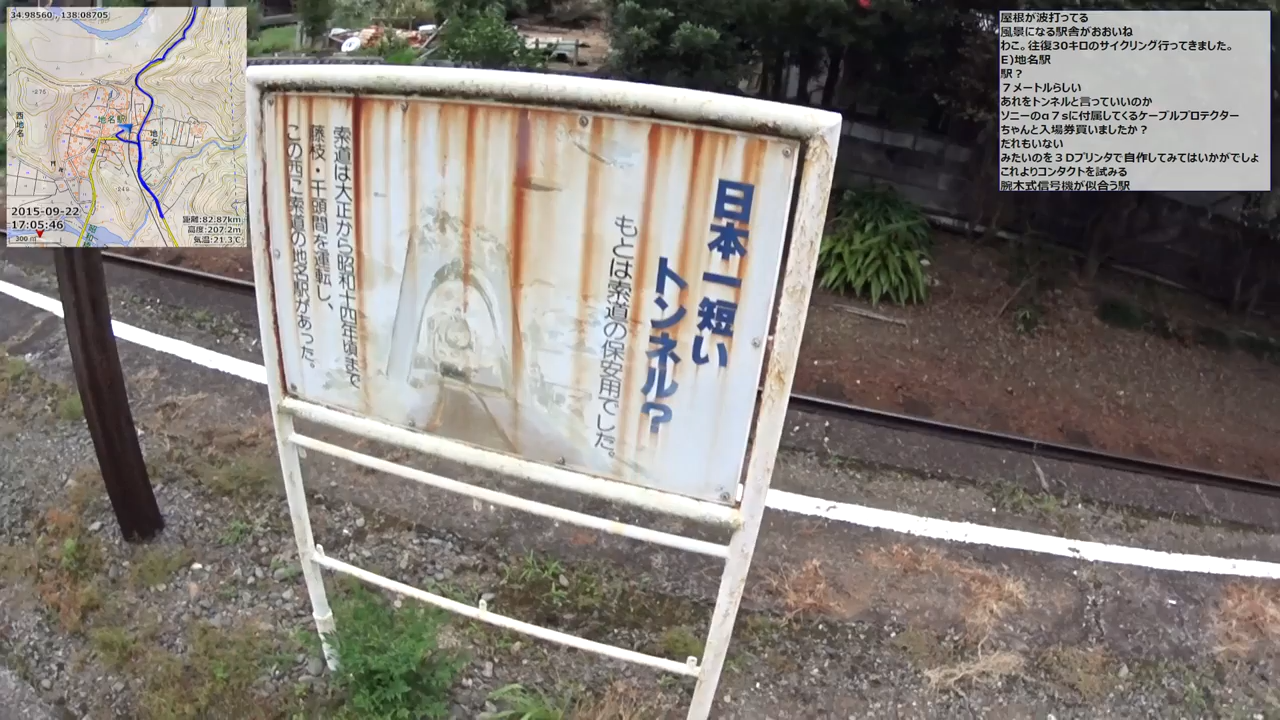 34.98560 , 138.08705
275
西地名
地名駅
地名
246
昭和
2015-09-22
17:05:46
300 m
距離:82.87km
高度:207.2m
気温:21.3℃
屋根が波打ってる
風景になる駅舎がおおいね
わこ。往復30キロのサイクリング行ってきました。
E)地名駅
駅？
７メートルらしい
あれをトンネルと言っていいのか
ソニーのα７sに付属してくるケーブルプロテクター
ちゃんと入場券買いましたか？
だれもいない
みたいのを３Dプリンタで自作してみてはいかがでしょ
これよりコンタクトを試みる
腕木式信号機が似合う駅
日本一短い
トンネル?
もとは索道の保安用でした。
索道は大正から昭和十四年頃まで
藤枝・千頭間を運転し、
この西に索道の地名駅があった。